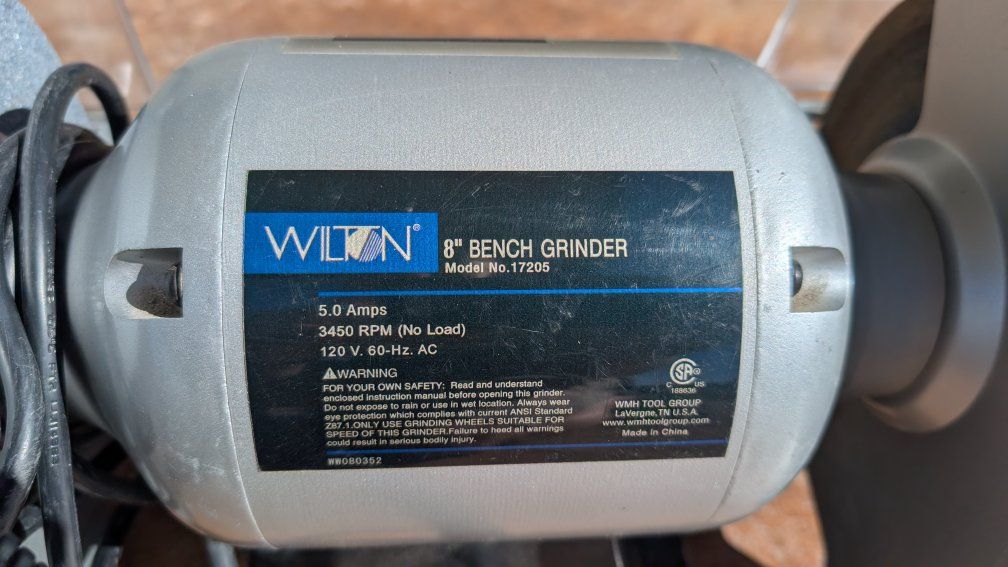 WILTON®
8" BENCH GRINDER
Model No.17205
5.0 Amps
3450 RPM (No Load)
120 V. 60-Hz. AC
WARNING
FOR YOUR OWN SAFETY: Read and understand
enclosed instruction manual before opening this grinder.
Do not expose to rain or use in wet location. Always wear
eye protection which complies with current ANSI Standard
Z87.1.ONLY USE GRINDING WHEELS SUITABLE FOR
SPEED OF THIS GRINDER.Failure to heed all warnings
could result in serious bodily injury.
WW080352
SA®
C US
188636
WMH TOOL GROUP
LaVergne,TN U.S.A.
www.wmhtoolgroup.com
Made in China